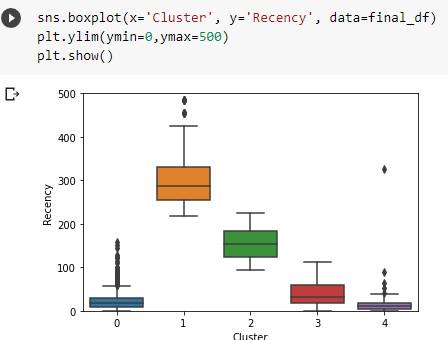 sns.boxplot(x='Cluster', y='Recency', data=final_df)
plt.ylim(ymin=0,ymax=500)
plt.show()
500
400
300
200
100
0
Recency
0 1 2 3 4
Cluster